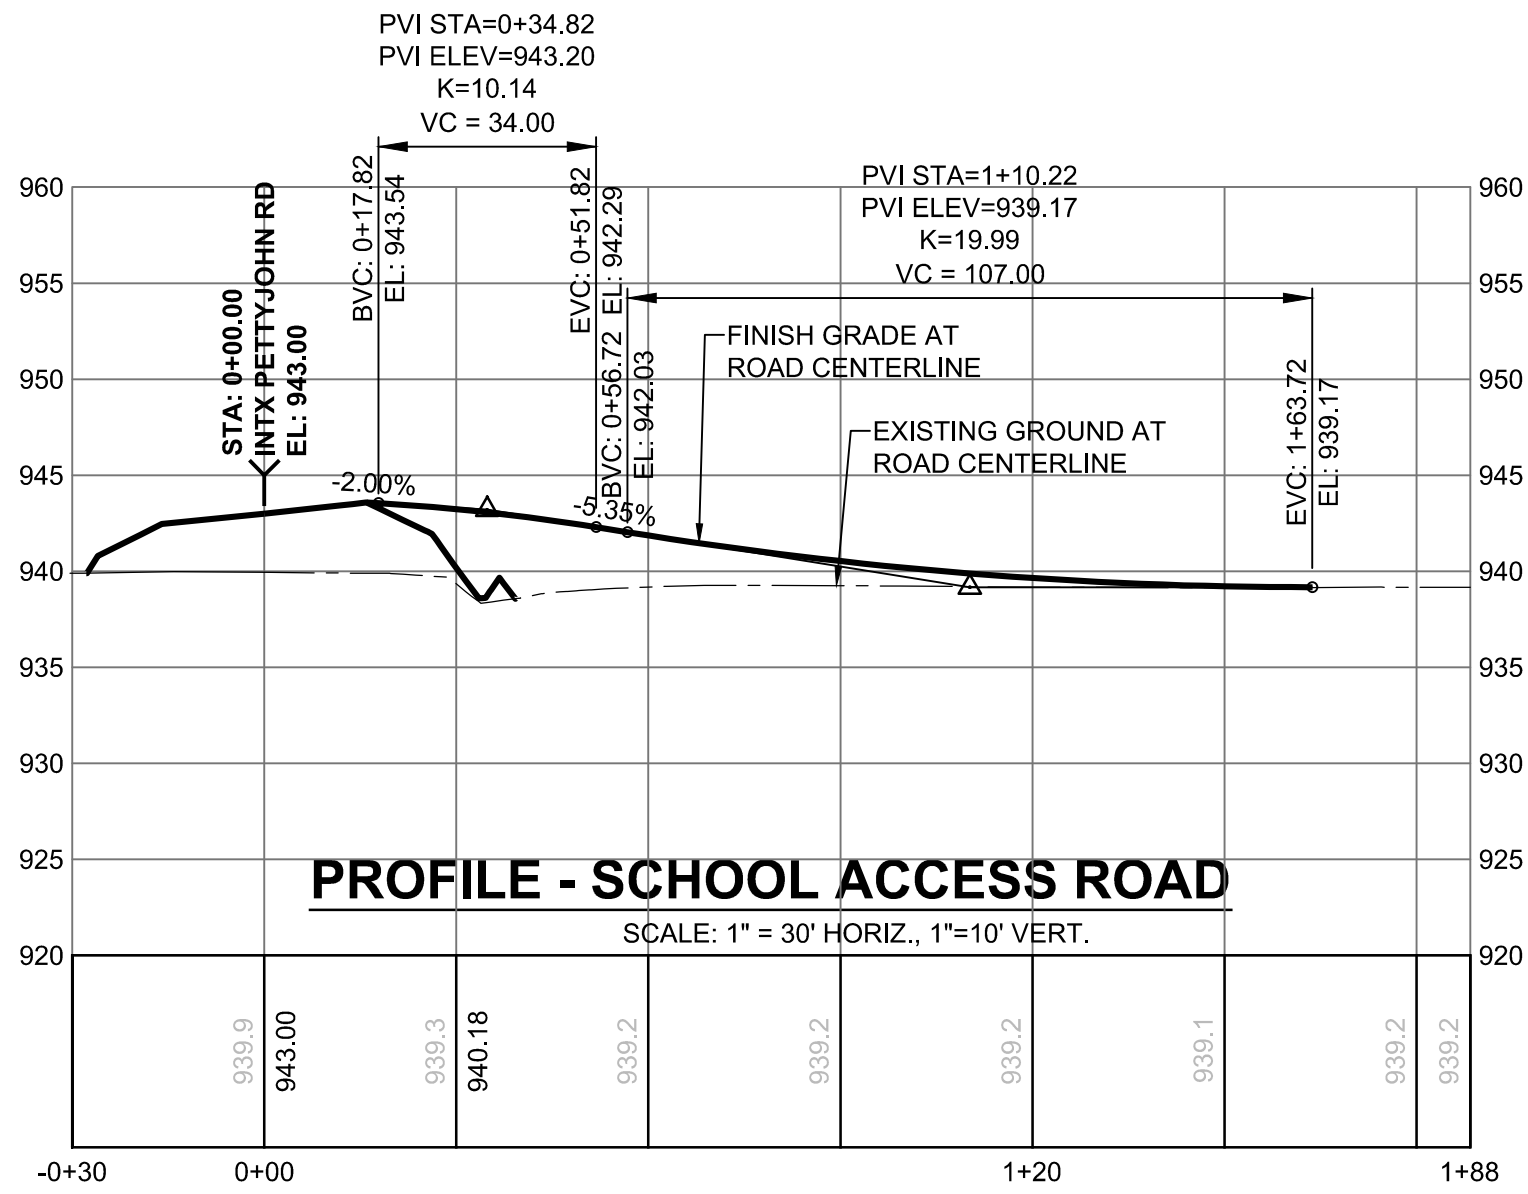 PVI STA=0+34.82
PVI ELEV=943.20
K=10.14
VC = 34.00
PVI STA=1+10.22
PVI ELEV=939.17
K=19.99
VC = 107.00
STA: 0+00.00
INTX PETTYJOHN RD
EL: 943.00
BVC: 0+17.82
EL: 943.54
EVC: 0+51.82
EL: 942.29
BVC: 0+56.72
EL: 942.03
EVC: 1+63.72
EL: 939.17
FINISH GRADE AT
ROAD CENTERLINE
EXISTING GROUND AT
ROAD CENTERLINE
-2.00%
-5.35%
960 960
955 955
950 950
945 945
940 940
935 935
930 930
925 925
920 920
PROFILE - SCHOOL ACCESS ROAD
SCALE: 1" = 30' HORIZ., 1"=10' VERT.
939.9
943.00
939.3
940.18
939.2
939.2
939.2
939.1
939.2
939.2
-0+30 0+00 1+20 1+88